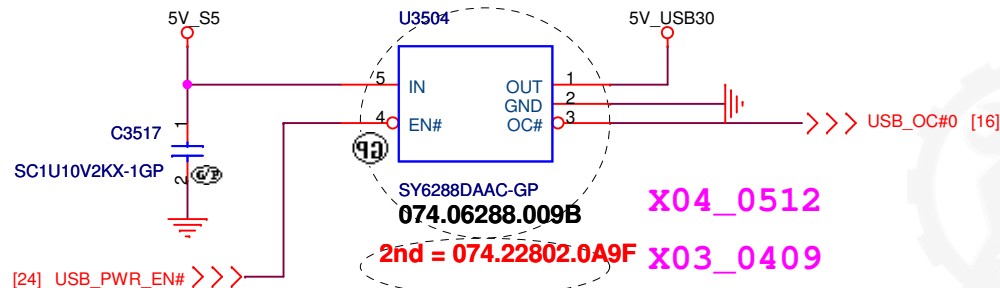 5V_S5
U3504
5V_USB30
5
IN
OUT
1
GND
2
4
EN#
OC#
3
USB_OC#0 [16]
C3517
1
SC1U10V2KX-1GP
2
G/P
GP
SY6288DAAC-GP
074.06288.009B
X04_0512
2nd = 074.22802.0A9F
X03_0409
[24] USB_PWR_EN#